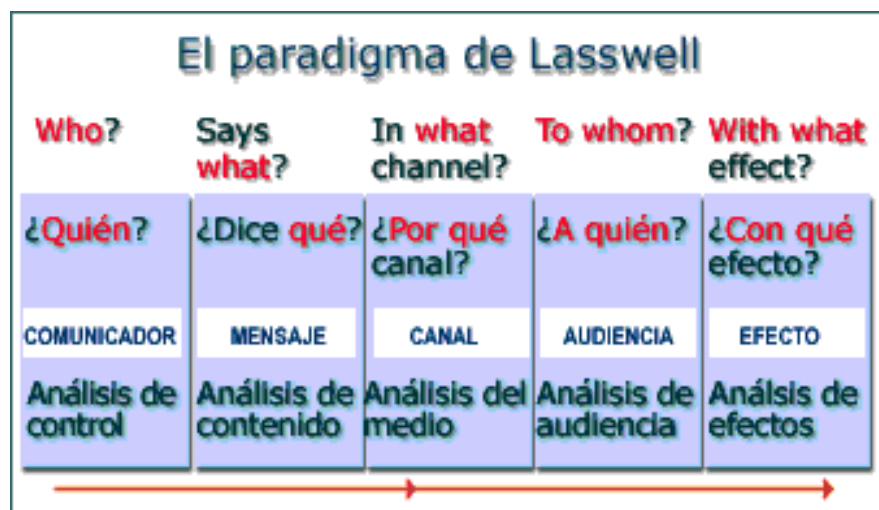 El paradigma de Lasswell
Who?
Says
what?
In what
channel?
To whom?
With what
effect?
¿Quién?
¿Dice qué?
¿Por qué
canal?
¿A quién?
¿Con qué
efecto?
COMUNICADOR
MENSAJE
CANAL
AUDIENCIA
EFECTO
Análisis de
control
Análisis de
contenido
Análisis del
medio
Análisis de
audiencia
Análsis de
efectos